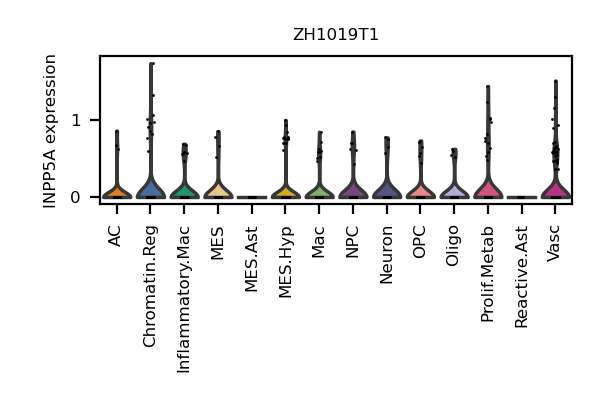 ZH1019T1
INPP5A expression
1
0
AC
Chromatin.Reg
Inflammatory.Mac
MES
MES.Ast
MES.Hyp
Mac
NPC
Neuron
OPC
Oligo
Prolif.Metab
Reactive.Ast
Vasc